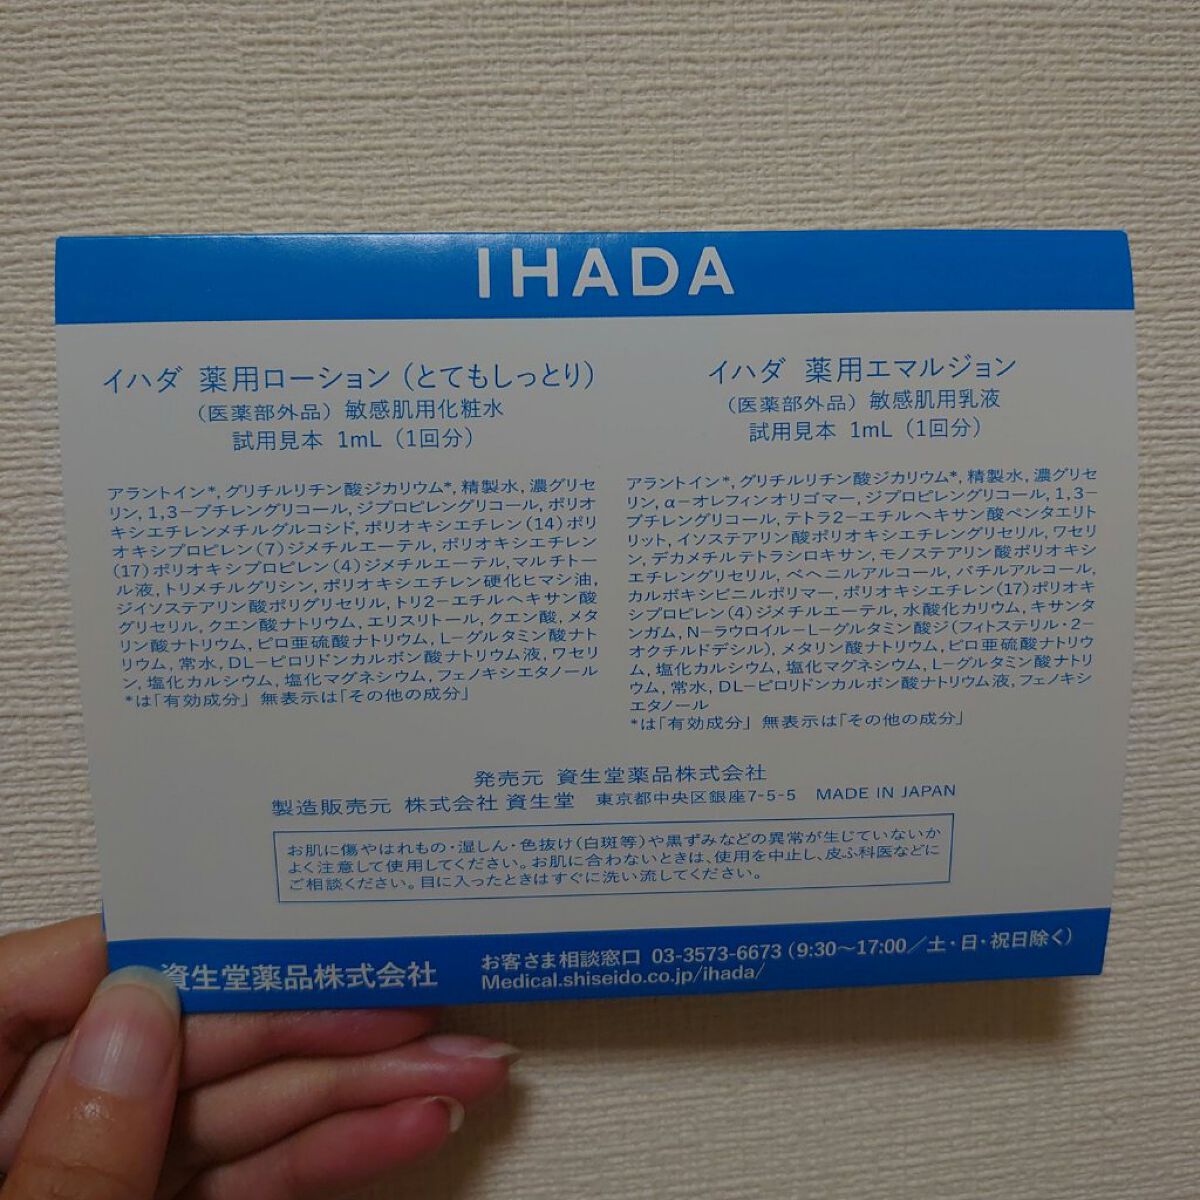 IHADA
イハダ 薬用ローション（とてもしっとり）
（医薬部外品）敏感肌用化粧水
試用見本 1mL（1回分）
アラントイン*, グリチルリチン酸ジカリウム*, 精製水, 濃グリセ
リン, 1,3-ブチレングリコール, ジプロピレングリコール, ポリオ
キシエチレンメチルグルコシド, ポリオキシエチレン(14)ポリ
オキシプロピレン(7)ジメチルエーテル, ポリオキシエチレン
(17)ポリオキシプロピレン(4)ジメチルエーテル, マルチトー
ル液, トリメチルグリシン, ポリオキシエチレン硬化ヒマシ油,
ジイソステアリン酸ポリグリセリル, トリ2-エチルヘキサン酸
グリセリル, クエン酸ナトリウム, エリスリトール, クエン酸, メタ
リン酸ナトリウム, ピロ亜硫酸ナトリウム, L-グルタミン酸ナト
リウム, 常水, DL-ピロリドンカルボン酸ナトリウム液, ワセリ
ン, 塩化カルシウム, 塩化マグネシウム, フェノキシエタノール
*は「有効成分」無表示は「その他の成分」
イハダ 薬用エマルジョン
（医薬部外品）敏感肌用乳液
試用見本 1mL（1回分）
アラントイン*, グリチルリチン酸ジカリウム*, 精製水, 濃グリセ
リン, α-オレフィンオリゴマー, ジプロピレングリコール, 1,3-
ブチレングリコール, テトラ2-エチルヘキサン酸ペンタエリト
リット, イソステアリン酸ポリオキシエチレングリセリル, ワセリ
ン, デカメチルテトラシロキサン, モノステアリン酸ポリオキシ
エチレングリセリル, ベヘニルアルコール, バチルアルコール,
カルボキシビニルポリマー, ポリオキシエチレン(17)ポリオキ
シプロピレン(4)ジメチルエーテル, 水酸化カリウム, キサンタ
ンガム, N-ラウロイル-L-グルタミン酸ジ(フィトステリル・2-
オクチルドデシル), メタリン酸ナトリウム, ピロ亜硫酸ナトリウ
ム, 塩化カルシウム, 塩化マグネシウム, L-グルタミン酸ナトリ
ウム, 常水, DL-ピロリドンカルボン酸ナトリウム液, フェノキシ
エタノール
*は「有効成分」無表示は「その他の成分」
発売元 資生堂薬品株式会社
製造販売元 株式会社 資生堂 東京都中央区銀座7-5-5 MADE IN JAPAN
お肌に傷やはれもの・湿しん・色抜け(白斑等)や黒ずみなどの異常が生じていないか
よく注意して使用してください。お肌に合わないときは、使用を中止し、皮ふ科医などに
ご相談ください。目に入ったときはすぐに洗い流してください。
資生堂薬品株式会社
お客さま相談窓口 03-3573-6673（9:30～17:00／土・日・祝日除く）
Medical.shiseido.co.jp/ihada/